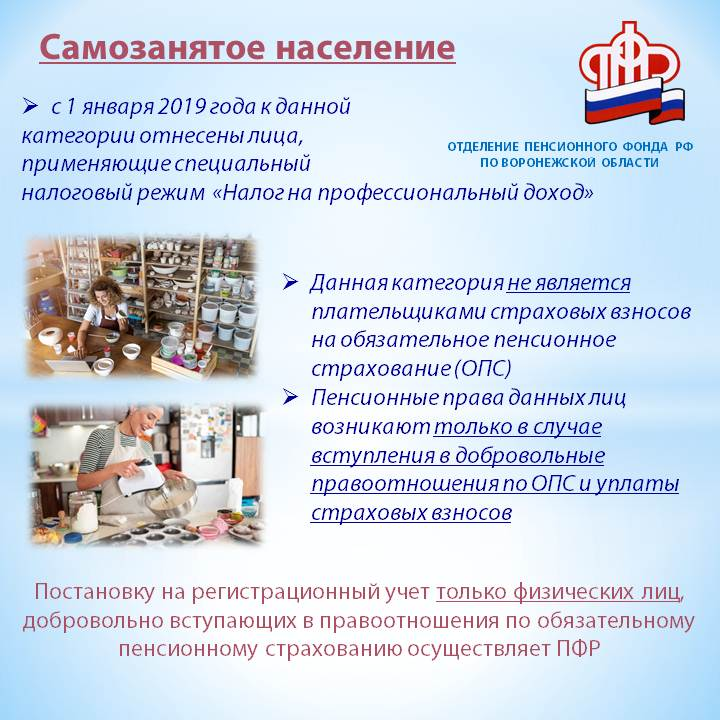 Самозанятое население
ОТДЕЛЕНИЕ ПЕНСИОННОГО ФОНДА РФ
ПО ВОРОНЕЖСКОЙ ОБЛАСТИ
➢ с 1 января 2019 года к данной
категории отнесены лица,
применяющие специальный
налоговый режим «Налог на профессиональный доход»
➢ Данная категория не является
плательщиками страховых взносов
на обязательное пенсионное
страхование (ОПС)
➢ Пенсионные права данных лиц
возникают только в случае
вступления в добровольные
правоотношения по ОПС и уплаты
страховых взносов
Постановку на регистрационный учет только физических лиц,
добровольно вступающих в правоотношения по обязательному
пенсионному страхованию осуществляет ПФР